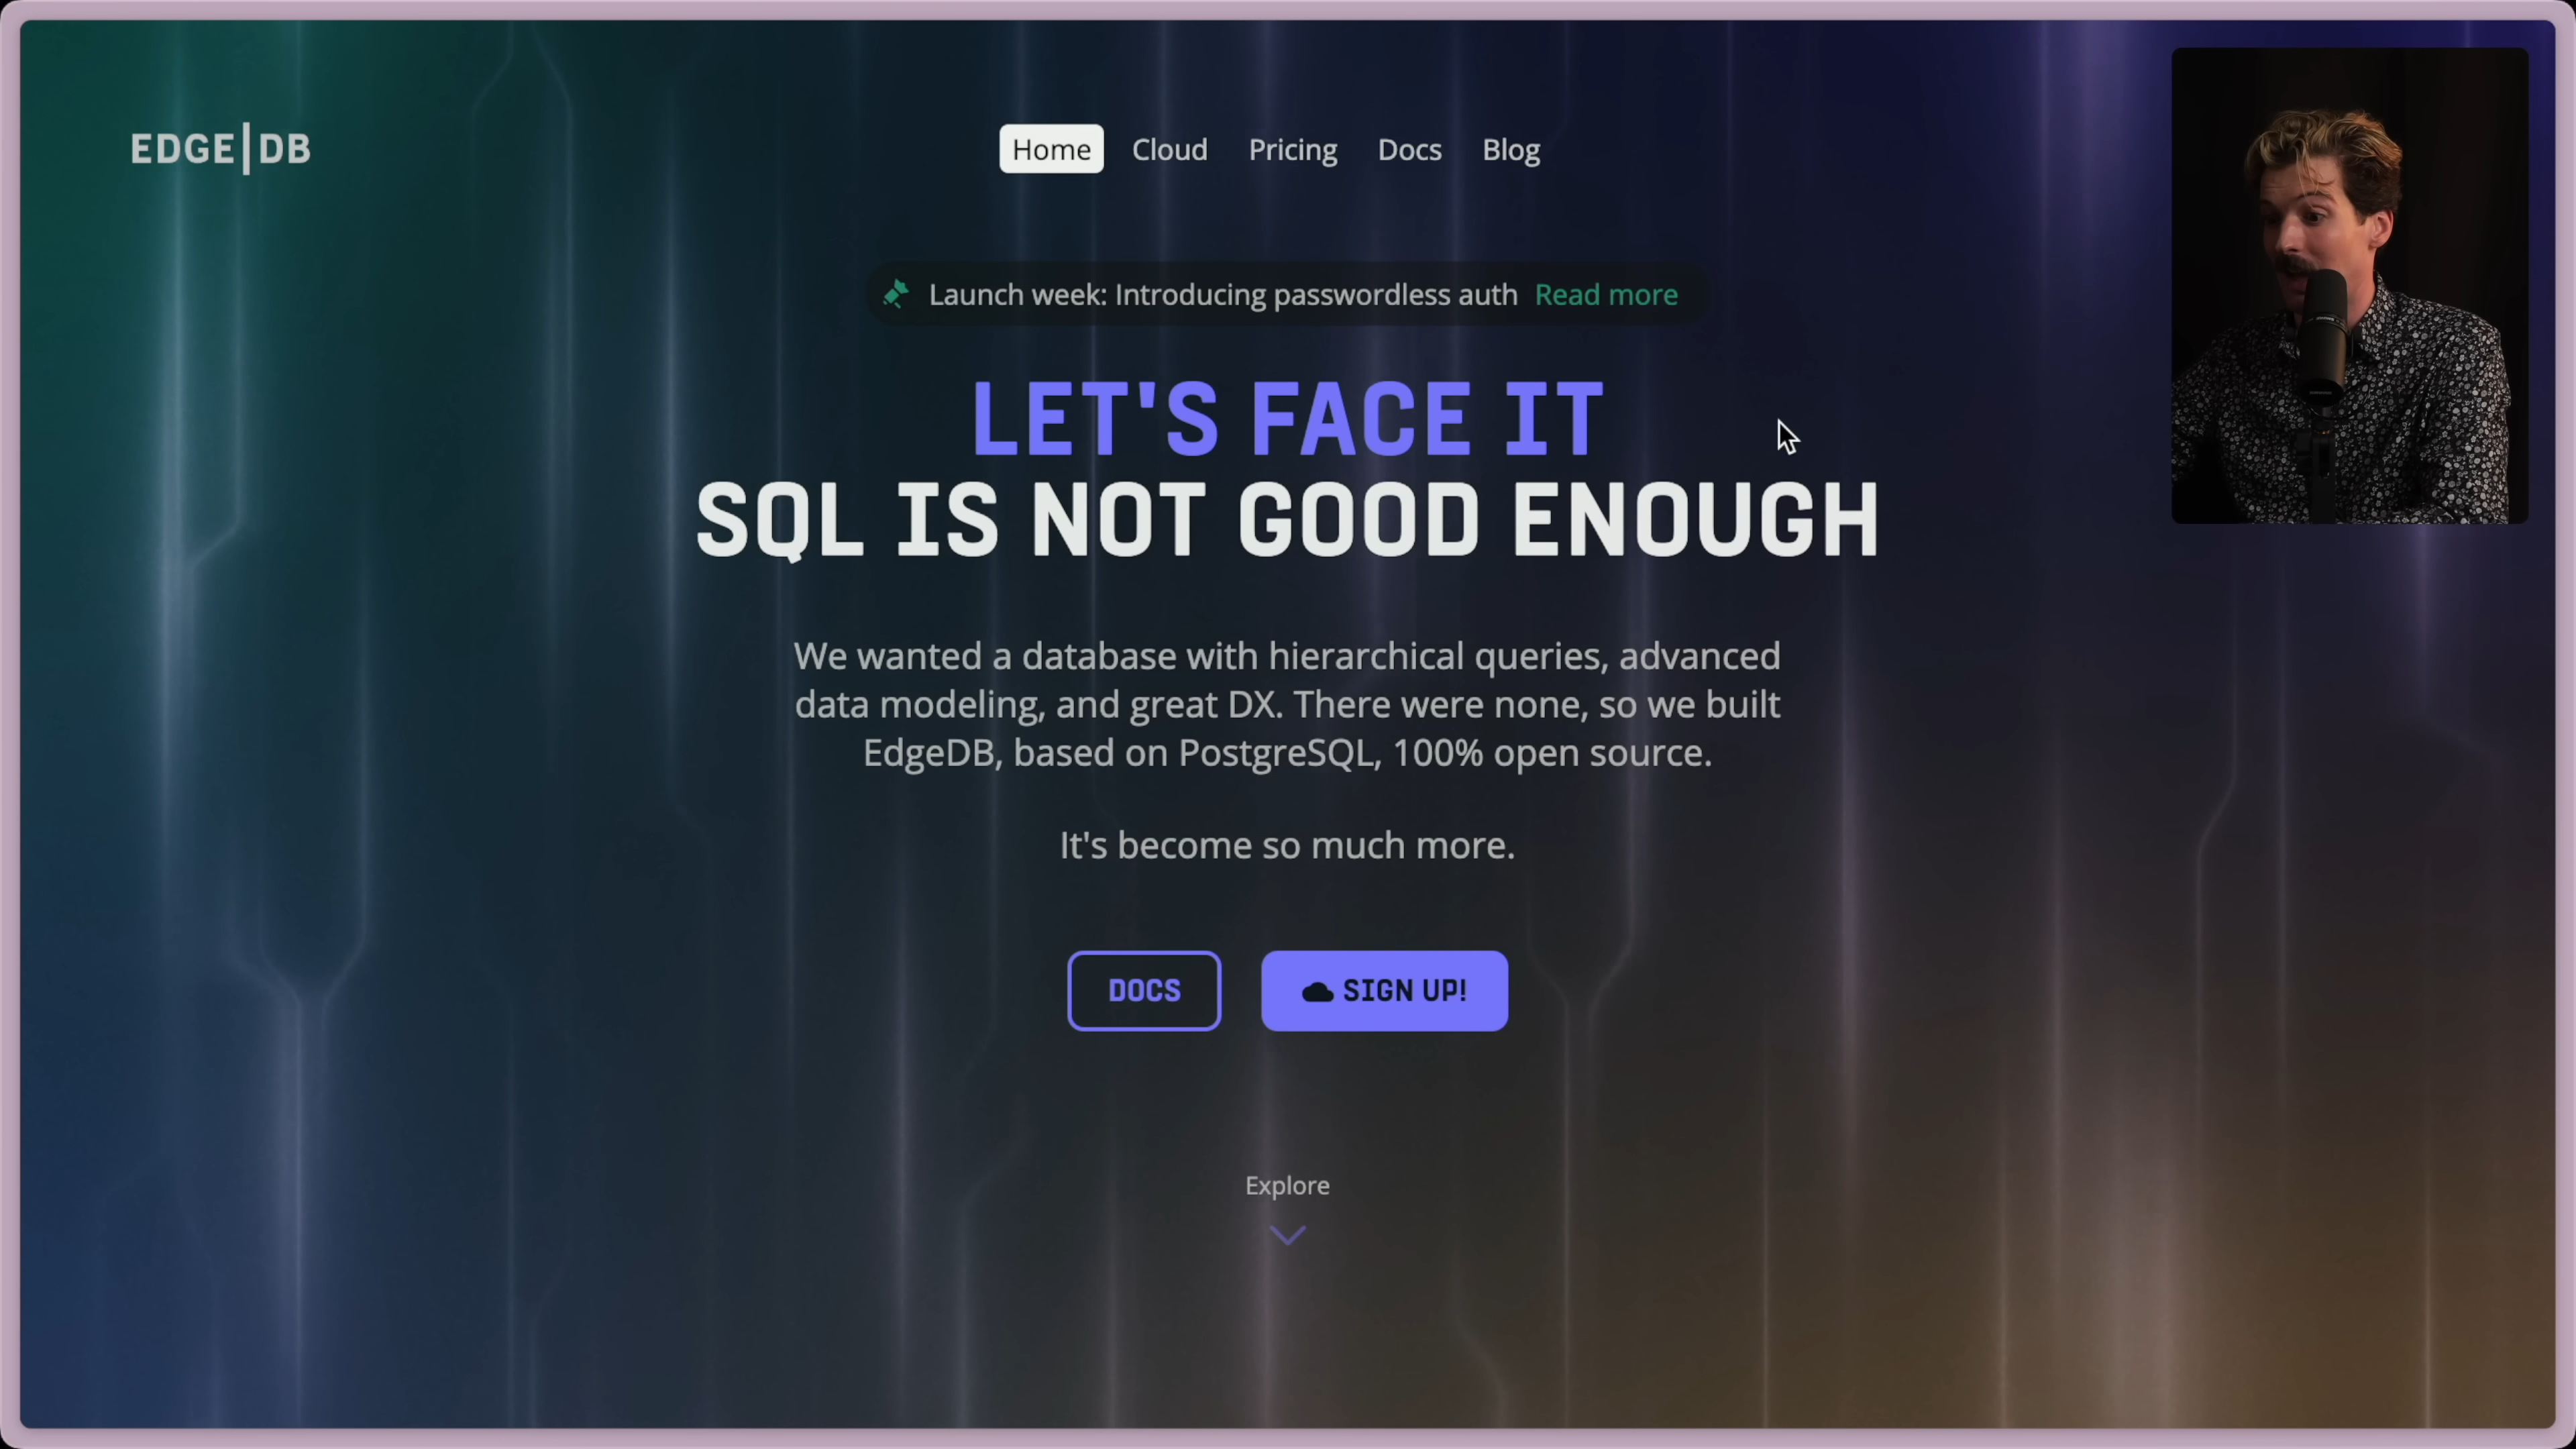 EDGE|DB
Home Cloud Pricing Docs Blog
Launch week: Introducing passwordless auth Read more
LET'S FACE IT
SQL IS NOT GOOD ENOUGH
We wanted a database with hierarchical queries, advanced
data modeling, and great DX. There were none, so we built
EdgeDB, based on PostgreSQL, 100% open source.
It's become so much more.
DOCS SIGN UP!
Explore